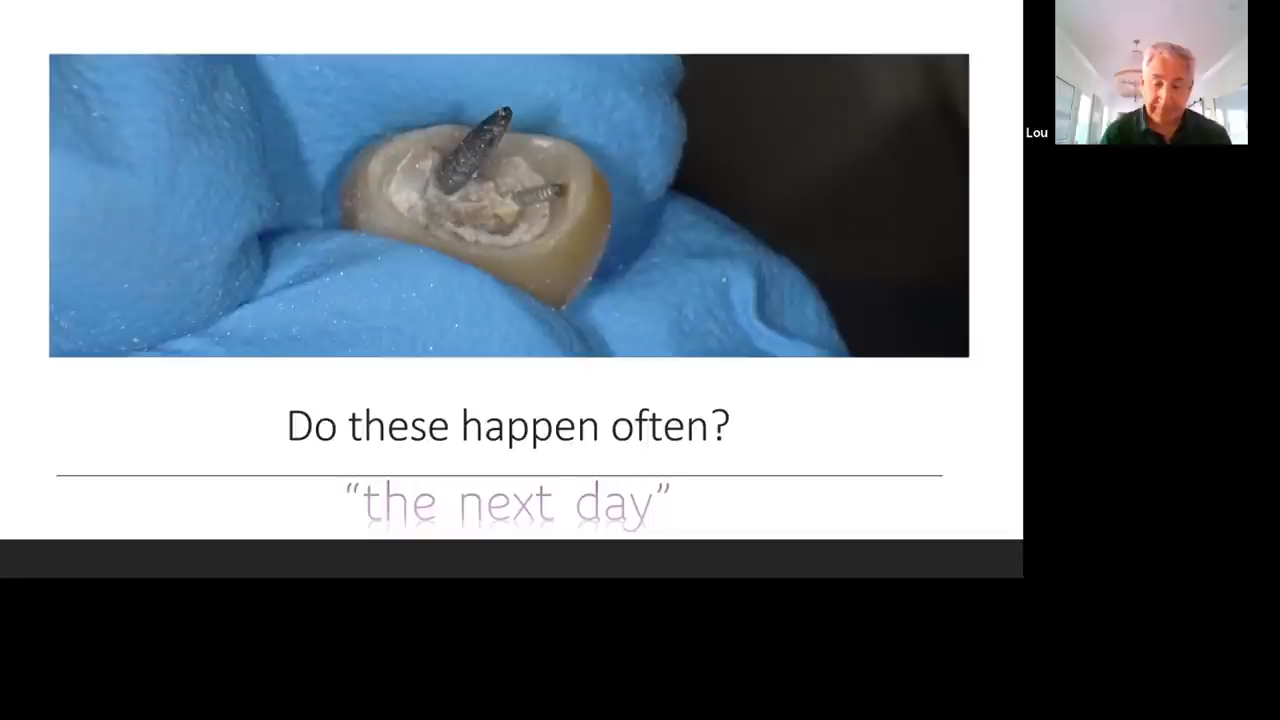 Lou
Do these happen often?
“the next day”